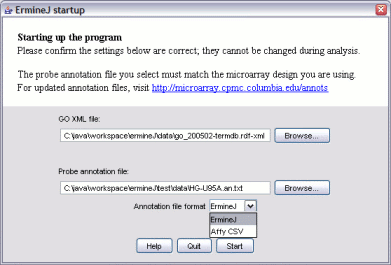 ErmineJ startup
Starting up the program
Please confirm the settings below are correct; they cannot be changed during analysis.
The probe annotation file you select must match the microarray design you are using.
For updated annotation files, visit http://microarray.cpmc.columbia.edu/annots
GO XML file:
C:\java\workspace\ermineJ\data\go_200502-termdb.rdf-xml Browse...
Probe annotation file:
C:\java\workspace\ermineJ\test\data\HG-U95A.an.txt Browse...
Annotation file format ErmineJ
ErmineJ
Affy CSV
Help Quit Start